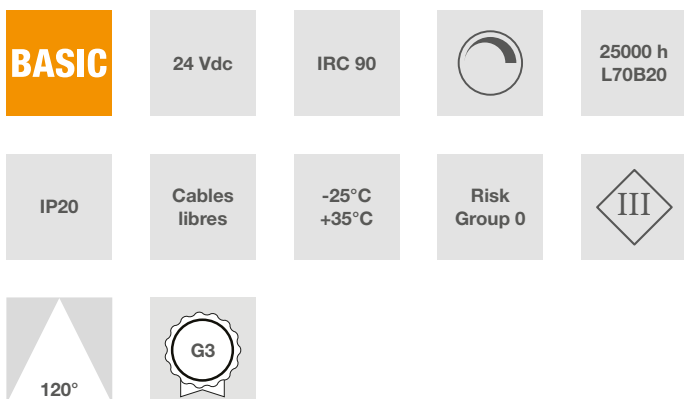 BASIC
24 Vdc
IRC 90
25000 h
L70B20
IP20
Cables
libres
-25°C
+35°C
Risk
Group 0
III
120°
G3